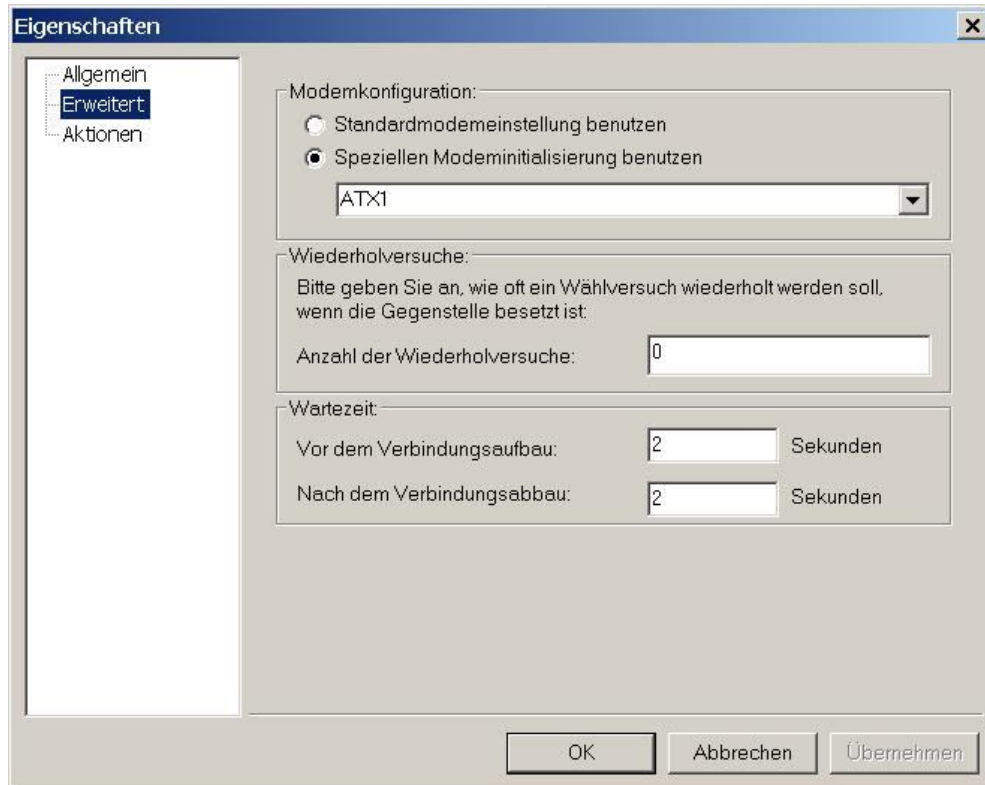 Eigenschaften
Allgemein
Erweitert
Aktionen
Modemkonfiguration:
Standardmodemeinstellung benutzen
Speziellen Modeminitialisierung benutzen
ATX1
Wiederholversuche:
Bitte geben Sie an, wie oft ein Wählversuch wiederholt werden soll,
wenn die Gegenstelle besetzt ist:
Anzahl der Wiederholversuche: 0
Wartezeit:
Vor dem Verbindungsaufbau: 2 Sekunden
Nach dem Verbindungsabbau: 2 Sekunden
OK Abbrechen Übernehmen